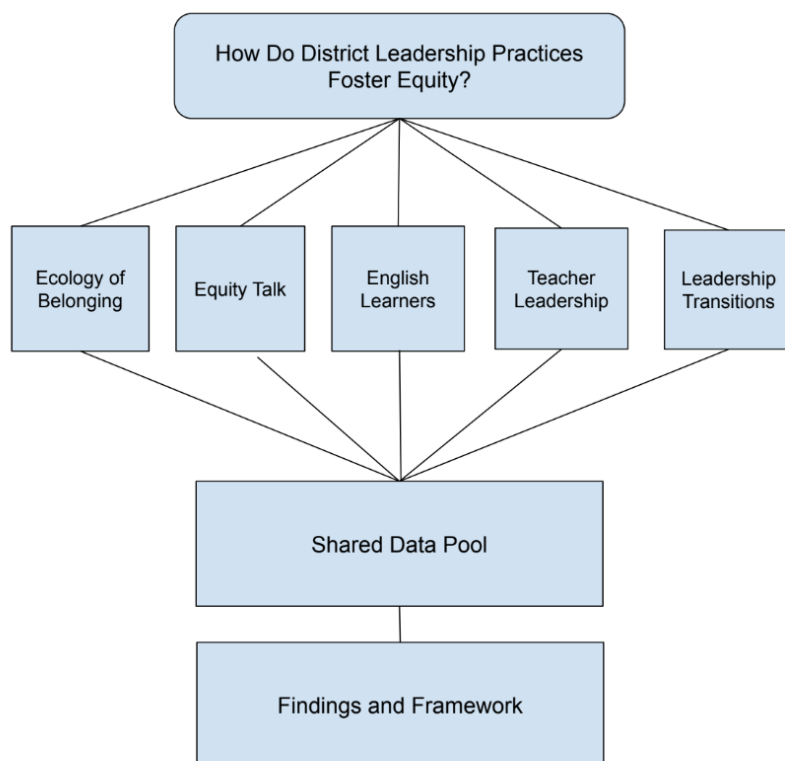 How Do District Leadership Practices
Foster Equity?
Ecology of
Belonging
Equity Talk
English
Learners
Teacher
Leadership
Leadership
Transitions
Shared Data Pool
Findings and Framework